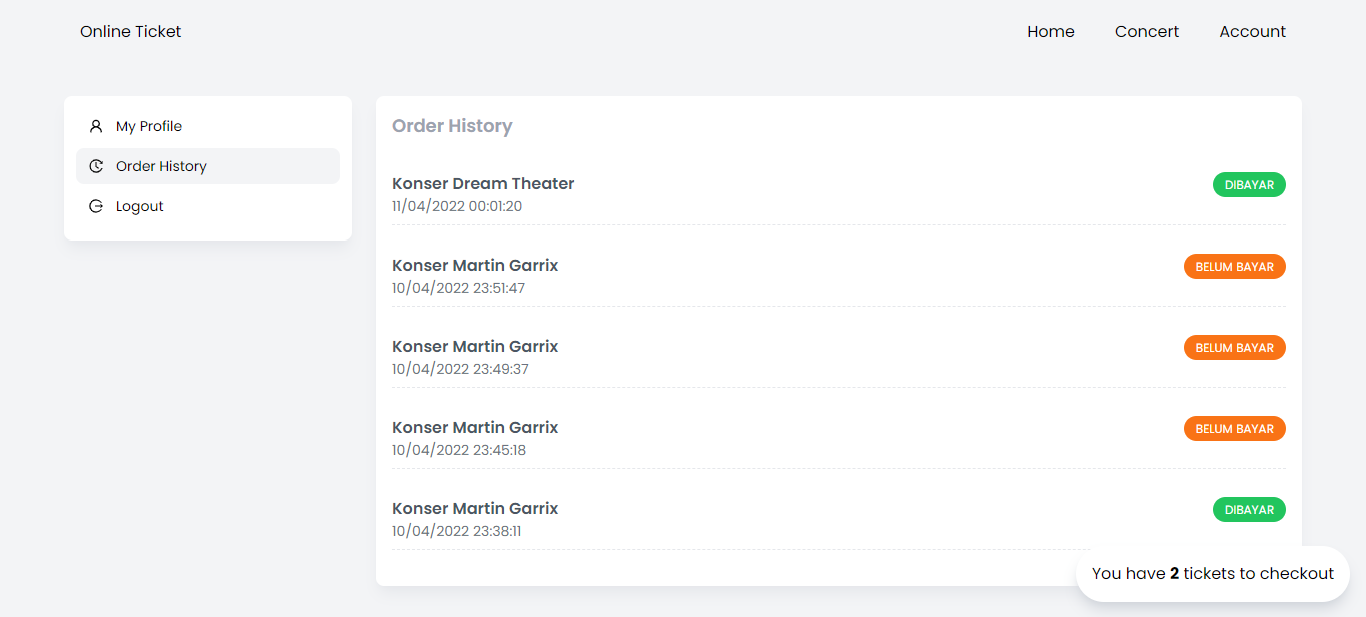 Online Ticket
Home
Concert
Account
My Profile
Order History
Logout
Order History
Konser Dream Theater
DIBAYAR
11/04/2022 00:01:20
Konser Martin Garrix
BELUM BAYAR
10/04/2022 23:51:47
Konser Martin Garrix
BELUM BAYAR
10/04/2022 23:49:37
Konser Martin Garrix
BELUM BAYAR
10/04/2022 23:45:18
Konser Martin Garrix
DIBAYAR
10/04/2022 23:38:11
You have 2 tickets to checkout